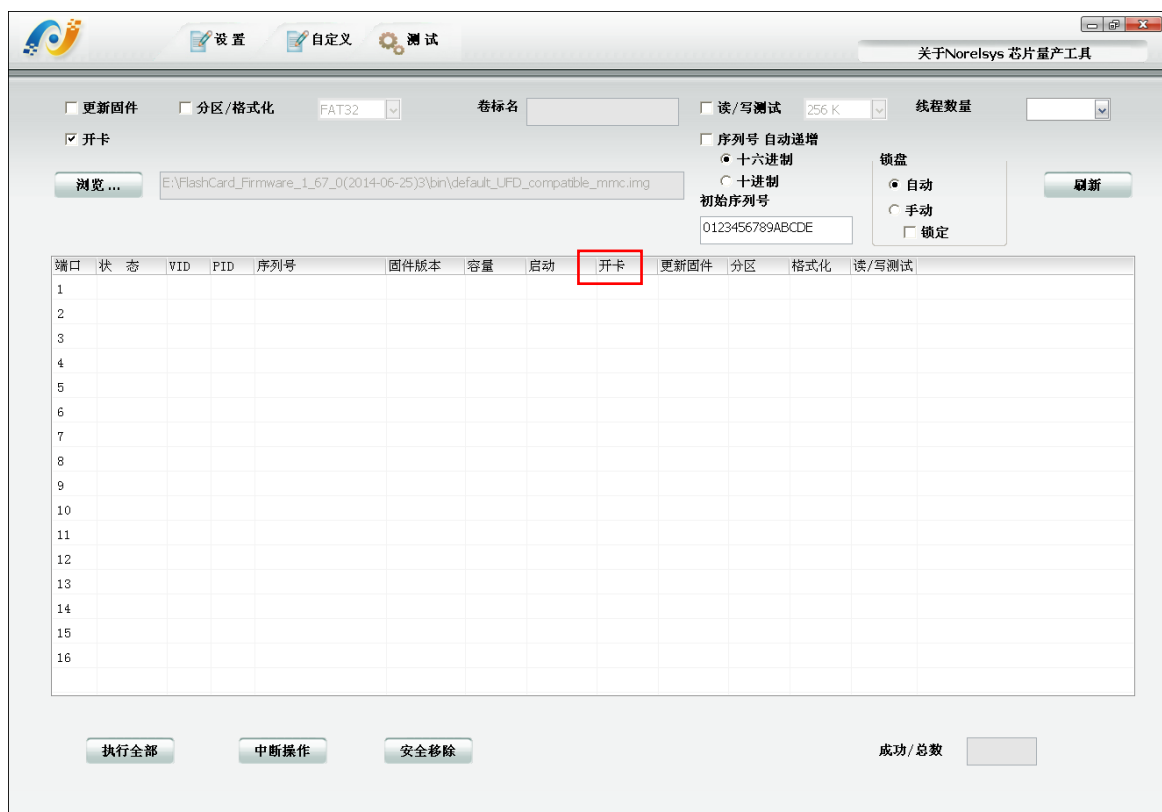 设置 自定义 测试
关于Norelsys 芯片量产工具
更新固件 分区/格式化 FAT32 卷标名 读/写测试 256 K 线程数量
开卡 序列号 自动递增
十六进制 锁盘
浏览 ... E:\FlashCard_Firmware_1_67_0(2014-06-25)3\bin\default_UFD_compatible_mmc.img 十进制 自动 刷新
初始序列号 手动
0123456789ABCDE 锁定
端口 状 态 VID PID 序列号 固件版本 容量 启动 开卡 更新固件 分区 格式化 读/写测试
1
2
3
4
5
6
7
8
9
10
11
12
13
14
15
16
执行全部 中断操作 安全移除 成功/总数